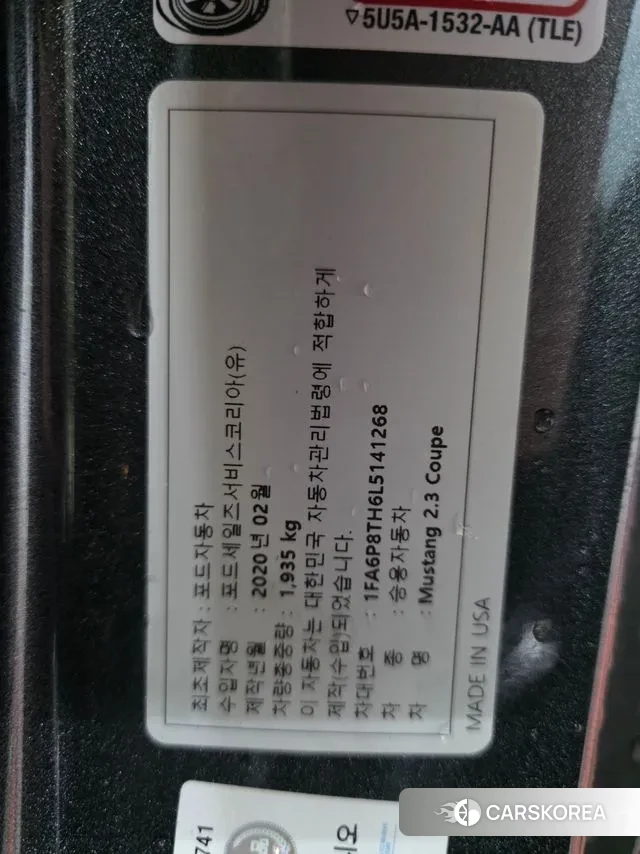 5U5A-1532-AA (TLE)
최초제작자 : 포드자동차
수입자명 : 포드세일즈서비스코리아(유)
제작년월 : 2020년 02월
차량총중량 : 1,935 kg
이 자동차는 대한민국 자동차관리법령에 적합하게
제작(수입)되었습니다.
차대번호 : 1FA6P8TH6L5141268
차 종 : 승용자동차
차 명 : Mustang 2.3 Coupe
MADE IN USA
741
CARSKOREA